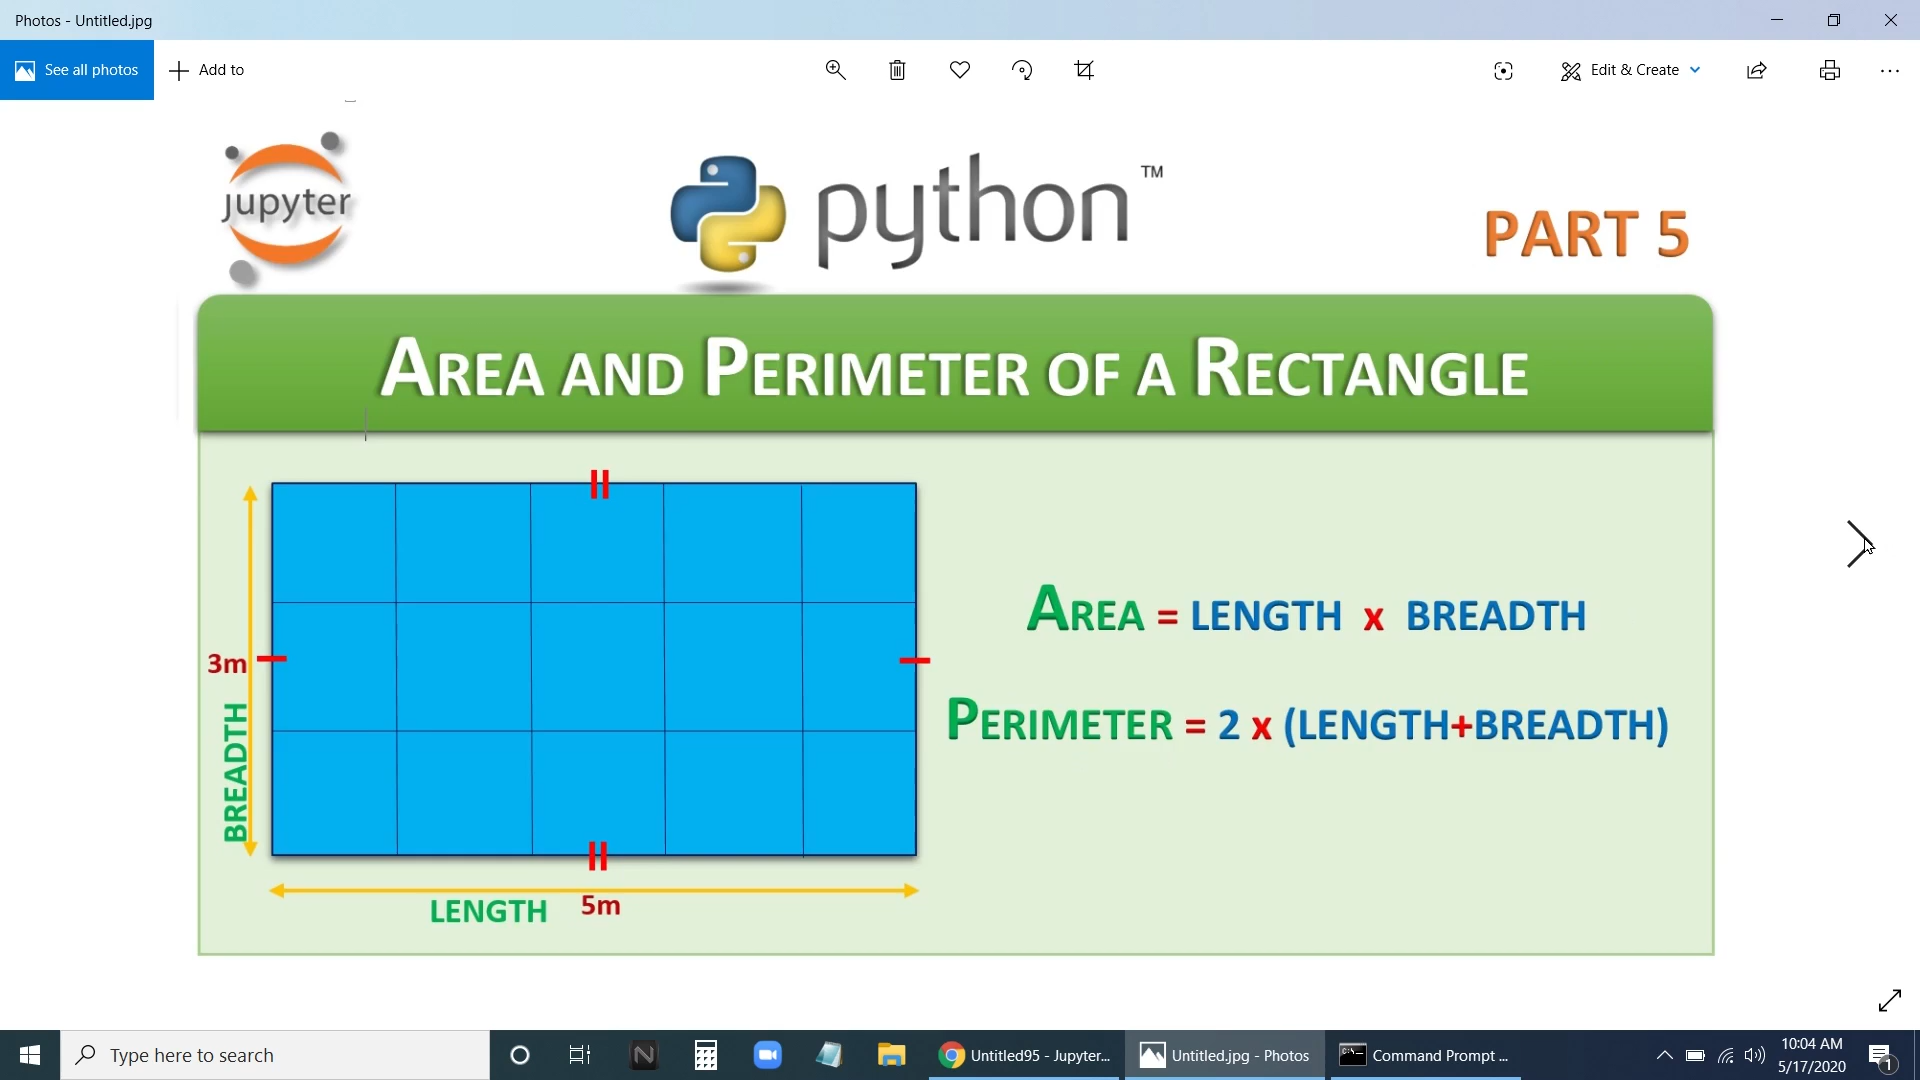 Photos - Untitled.jpg
See all photos
Add to
Edit & Create
jupyter
python TM
PART 5
AREA AND PERIMETER OF A RECTANGLE
3m
BREADTH
AREA = LENGTH x BREADTH
PERIMETER = 2 x (LENGTH+BREADTH)
LENGTH 5m
Type here to search
Untitled95 - Jupyter...
Untitled.jpg - Photos
Command Prompt ...
10:04 AM
5/17/2020
1